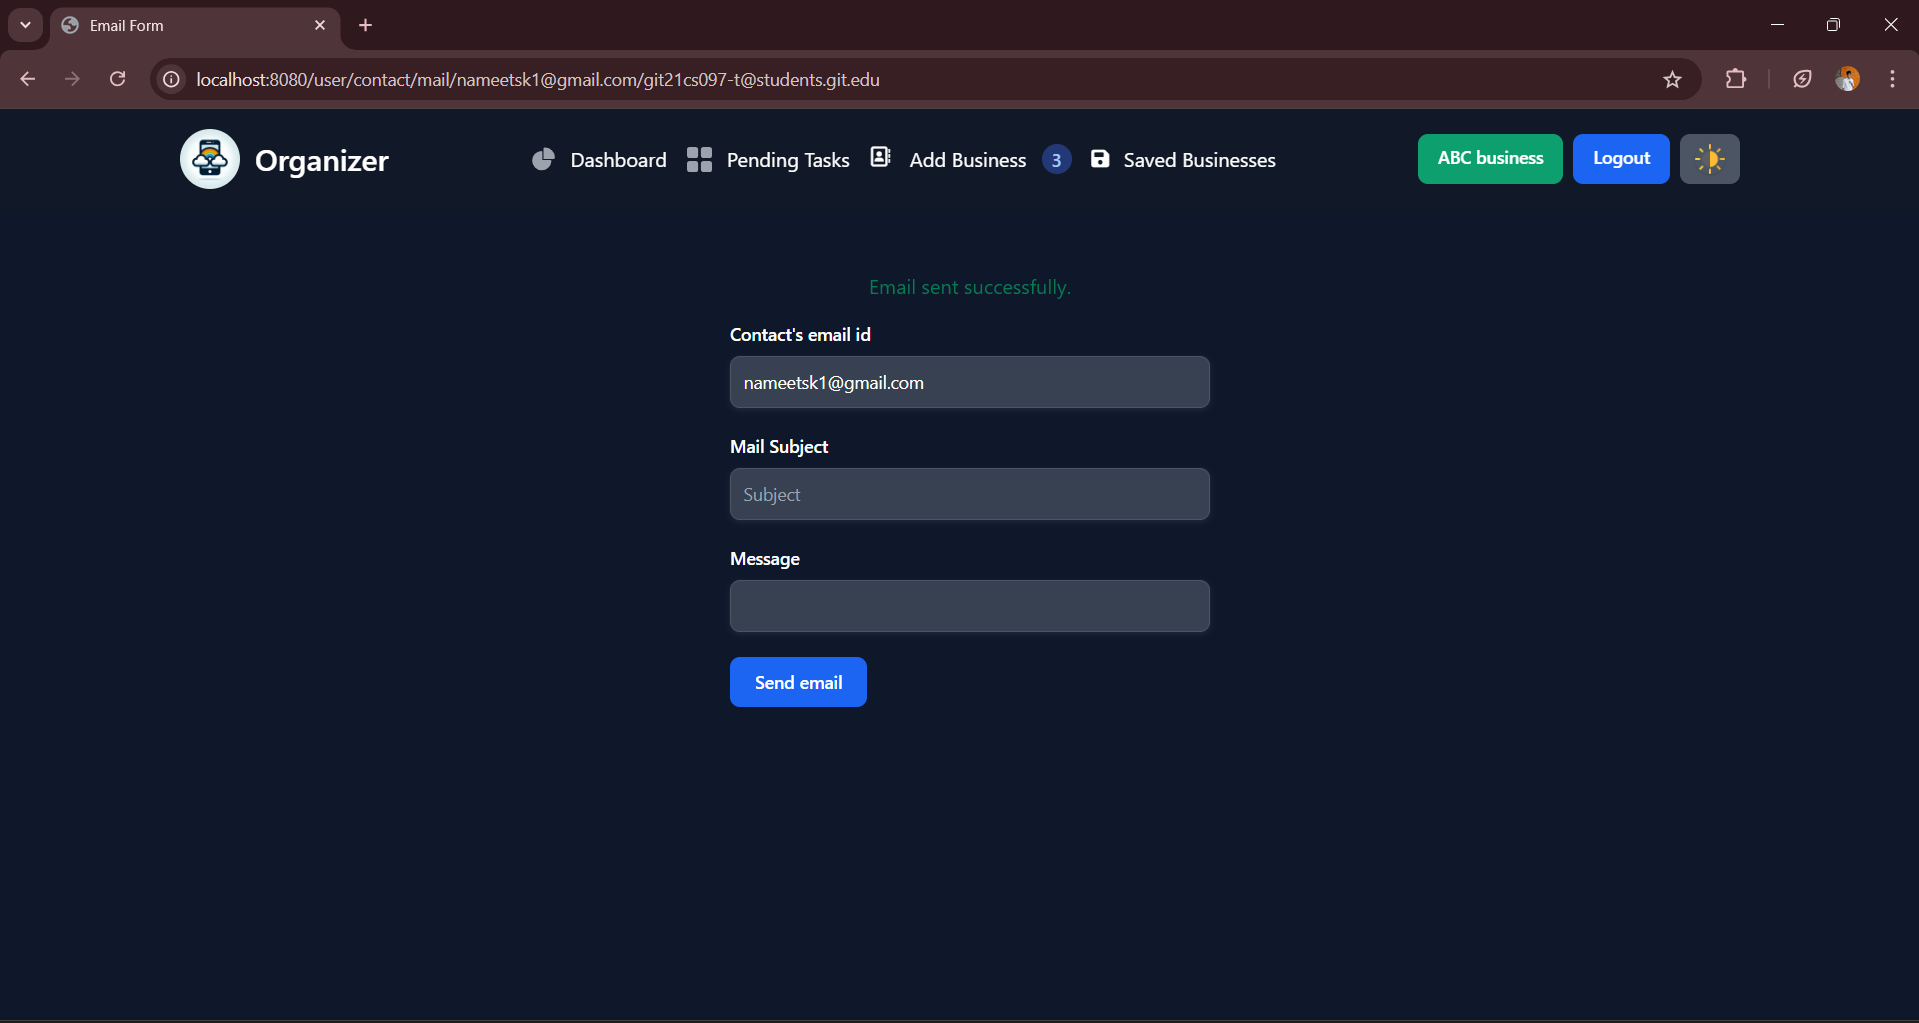 Email Form
localhost:8080/user/contact/mail/nameetsk1@gmail.com/git21cs097-t@students.git.edu
Organizer
Dashboard
Pending Tasks
Add Business
3
Saved Businesses
ABC business
Logout
Email sent successfully.
Contact's email id
nameetsk1@gmail.com
Mail Subject
Subject
Message
Send email